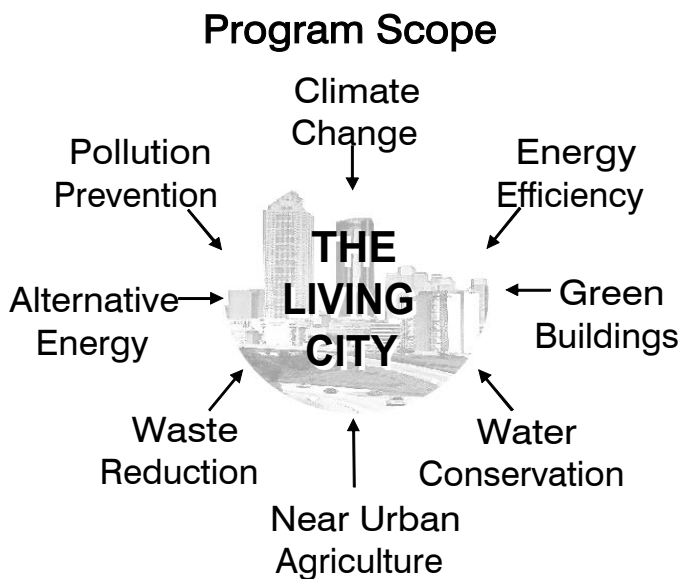 Program Scope
Climate
Change
Pollution
Prevention
Energy
Efficiency
THE
LIVING
CITY
Alternative
Energy
Green
Buildings
Waste
Reduction
Water
Conservation
Near Urban
Agriculture